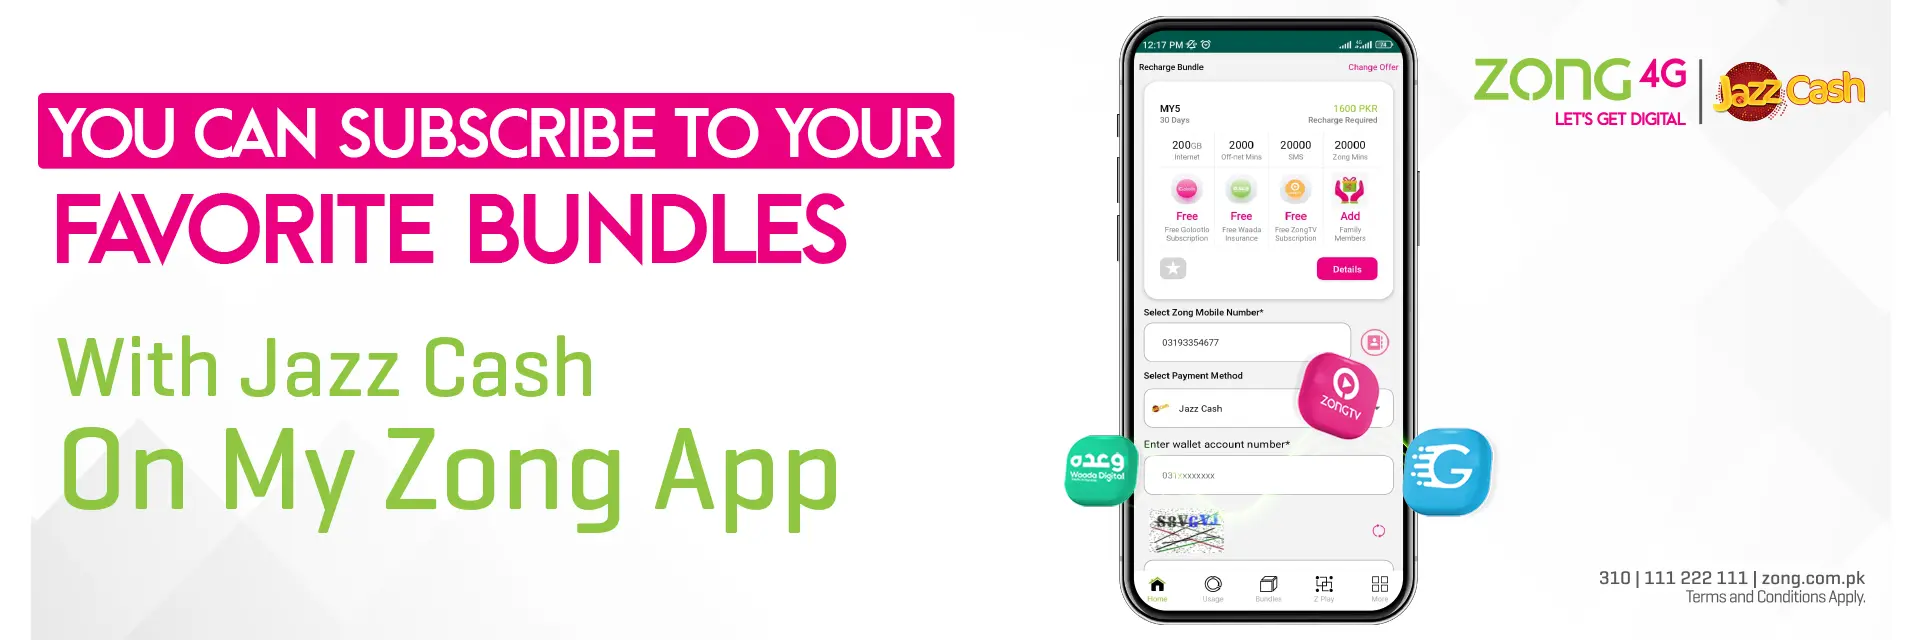 YOU CAN SUBSCRIBE TO YOUR
FAVORITE BUNDLES
With Jazz Cash
On My Zong App
12:17 PM
Recharge Bundle
Change Offer
MY5
1600 PKR
30 Days
Recharge Required
200GB 2000 20000 20000
Internet Off-net Mins SMS Zong Mins
Free Free Free Add
Free Golootlo Free Waada Free ZongTV Family
Subscription Insurance Subscription Members
Details
Select Zong Mobile Number*
03193354677
Select Payment Method
Jazz Cash
ZONGTV
Enter wallet account number*
031xxxxxxxx
وعده
Waada Digital
G
S8VGVJ
Home Usage Bundles Z Play More
ZONG 4G
LET'S GET DIGITAL
JazzCash
310 | 111 222 111 | zong.com.pk
Terms and Conditions Apply.